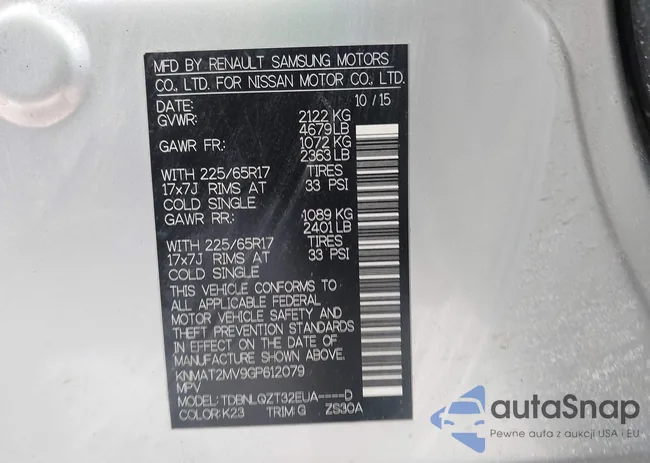 MFD BY RENAULT SAMSUNG MOTORS
CO., LTD. FOR NISSAN MOTOR CO., LTD.
DATE: 10 / 15
GVWR: 2122 KG
4679 LB
GAWR FR: 1072 KG
2363 LB
WITH 225/65R17 TIRES
17x7J RIMS AT 33 PSI
COLD SINGLE
GAWR RR: 1089 KG
2401 LB
WITH 225/65R17 TIRES
17x7J RIMS AT 33 PSI
COLD SINGLE
THIS VEHICLE CONFORMS TO
ALL APPLICABLE FEDERAL
MOTOR VEHICLE SAFETY AND
THEFT PREVENTION STANDARDS
IN EFFECT ON THE DATE OF
MANUFACTURE SHOWN ABOVE.
KNMAT2MV9GP612079
MPV
MODEL: TDBNLQZT32EUA----D
COLOR: K23 TRIM: G ZS30A
autoSnap
Pewne auta z aukcji USA i EU